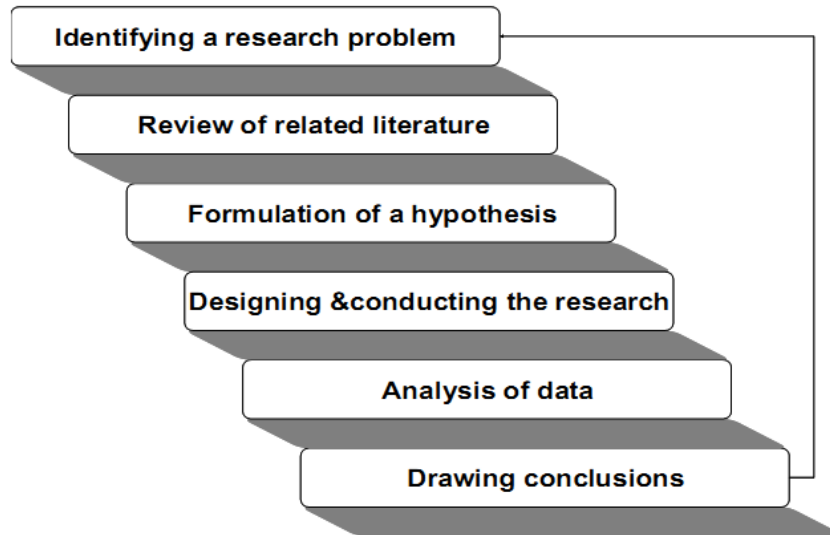 Identifying a research problem
Review of related literature
Formulation of a hypothesis
Designing &conducting the research
Analysis of data
Drawing conclusions